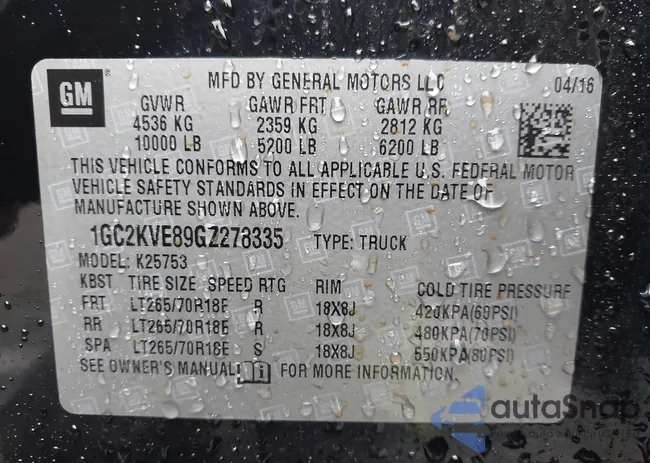 GM
MFD BY GENERAL MOTORS LLC 04/16
GVWR GAWR FRT GAWR RR
4536 KG 2359 KG 2812 KG
10000 LB 5200 LB 6200 LB
THIS VEHICLE CONFORMS TO ALL APPLICABLE U.S. FEDERAL MOTOR
VEHICLE SAFETY STANDARDS IN EFFECT ON THE DATE OF
MANUFACTURE SHOWN ABOVE.
1GC2KVE89GZ278335 TYPE: TRUCK
MODEL: K25753
KBST TIRE SIZE SPEED RTG RIM COLD TIRE PRESSURE
FRT LT265/70R18E R 18X8J 420KPA(60PSI)
RR LT265/70R18E R 18X8J 480KPA(70PSI)
SPA LT265/70R18E S 18X8J 550KPA(80PSI)
SEE OWNER'S MANUAL i FOR MORE INFORMATION.
autaSnap